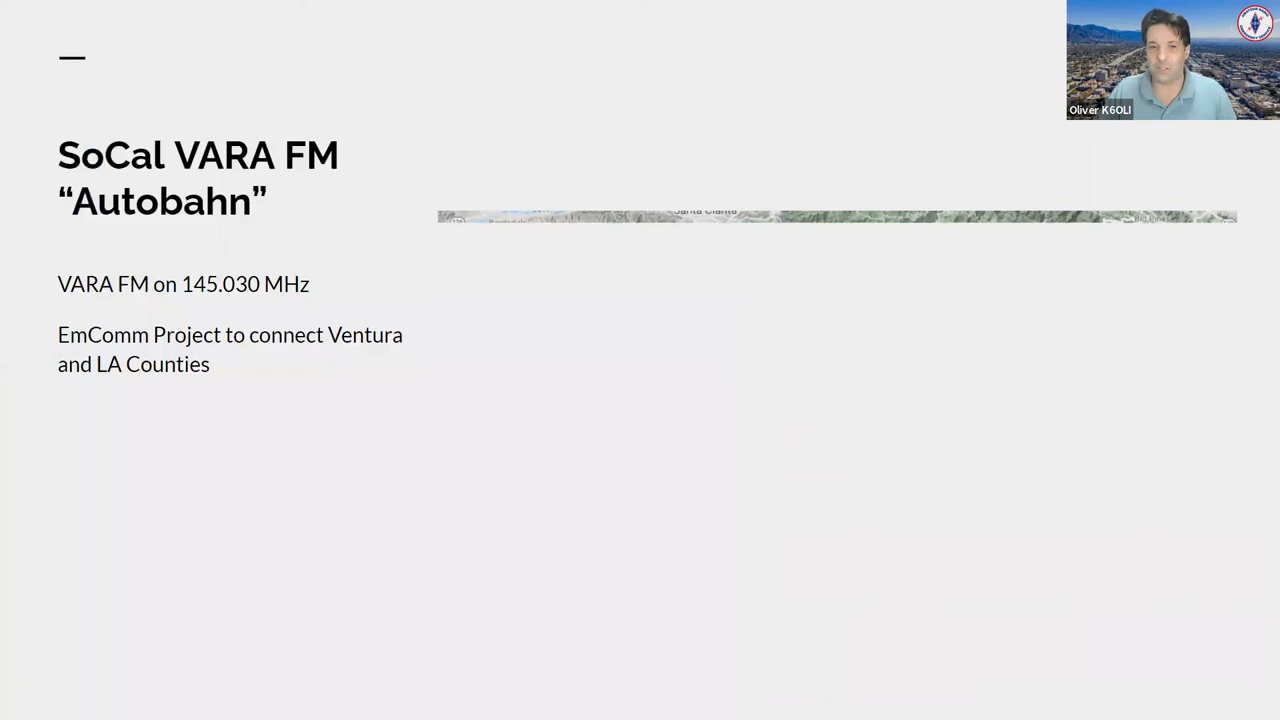 SoCal VARA FM
“Autobahn”
VARA FM on 145.030 MHz
EmComm Project to connect Ventura
and LA Counties
Oliver K6OLI
Santa Clarita